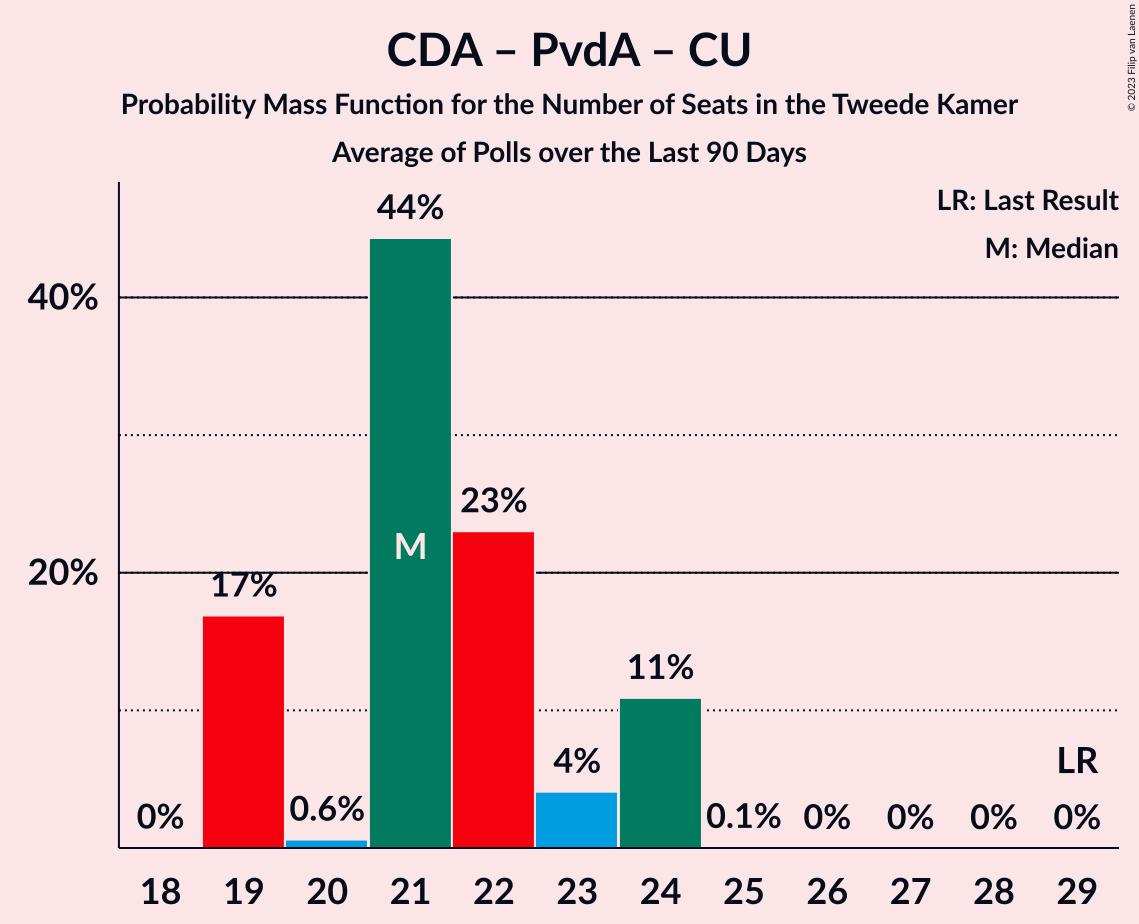 CDA – PvdA – CU
Probability Mass Function for the Number of Seats in the Tweede Kamer
Average of Polls over the Last 90 Days
© 2023 Filip van Laenen
LR: Last Result
M: Median
40%
20%
0%
17%
0.6%
44%
M
23%
4%
11%
0.1%
0%
0%
0%
LR
0%
18 19 20 21 22 23 24 25 26 27 28 29